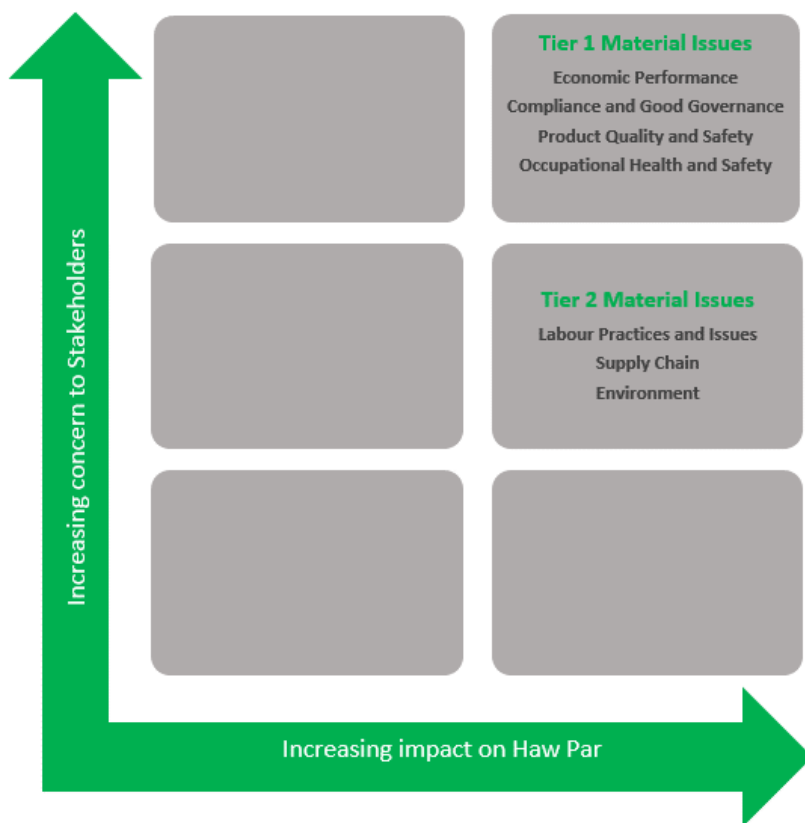 Tier 1 Material Issues
Economic Performance
Compliance and Good Governance
Product Quality and Safety
Occupational Health and Safety
Tier 2 Material Issues
Labour Practices and Issues
Supply Chain
Environment
Increasing concern to Stakeholders
Increasing impact on Haw Par